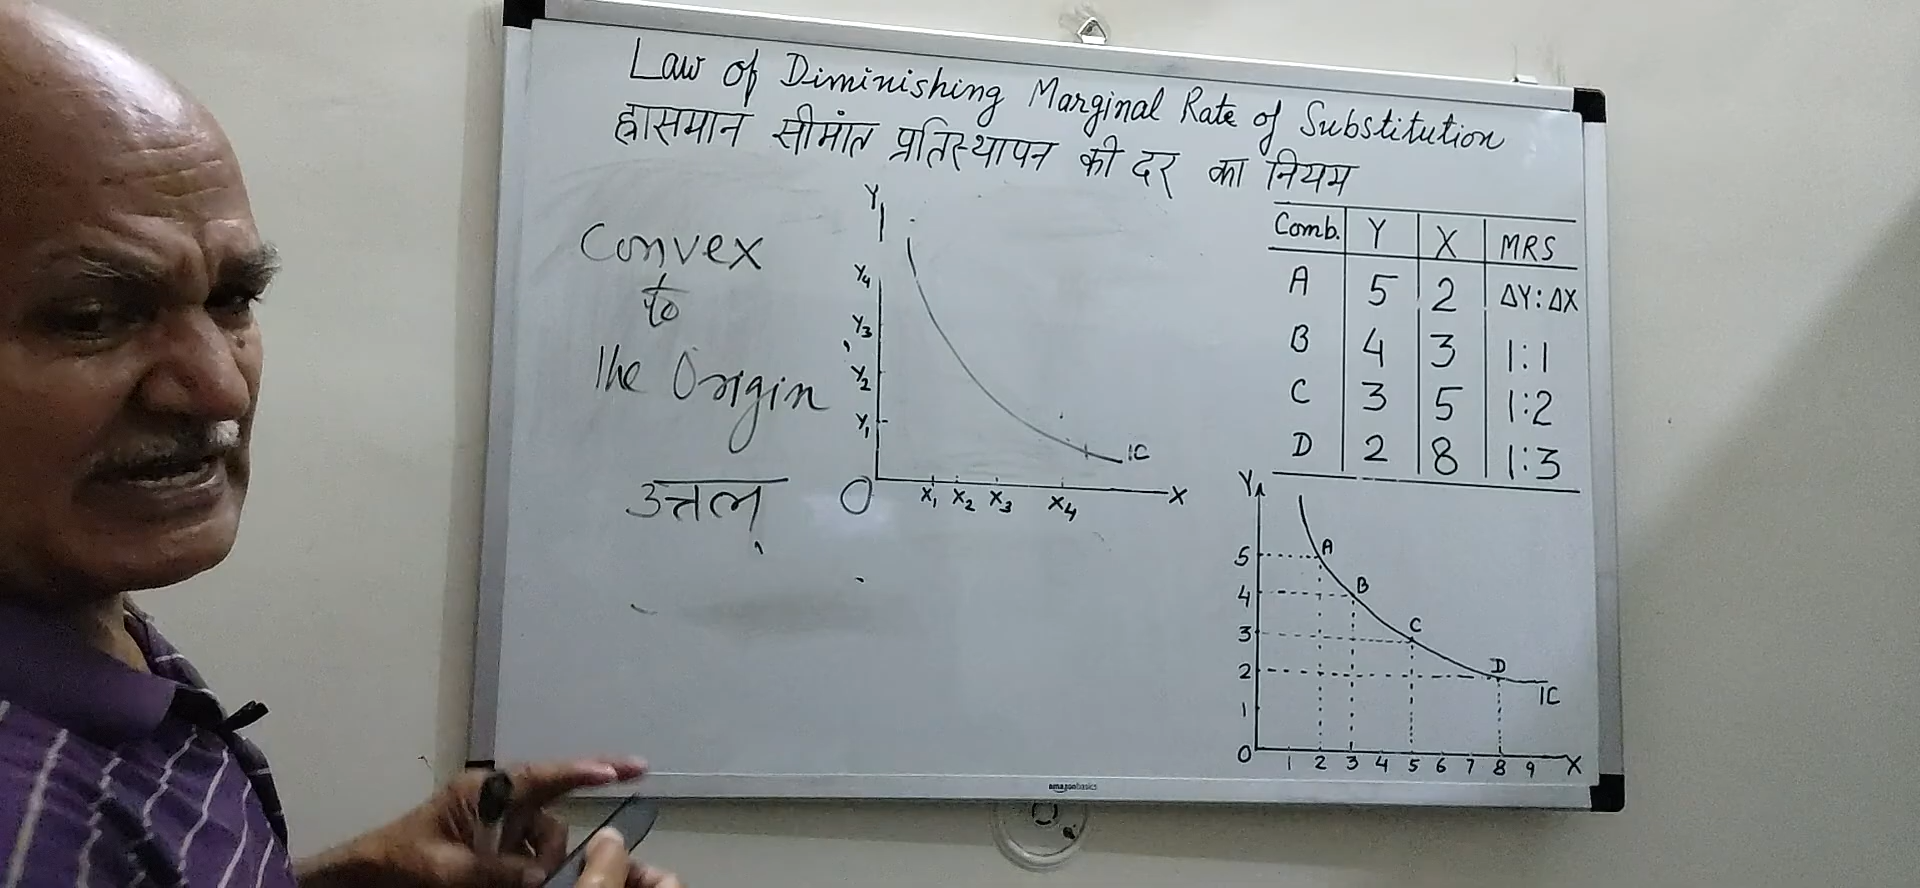 Law of Diminishing Marginal Rate of Substitution
ह्रासमान सीमांत प्रतिस्थापन की दर का नियम
Convex
to
the Origin
उत्तल
Y
Y4
Y3
Y2
Y1
IC
O
X1 X2 X3 X4 X
Comb. Y X MRS
A 5 2 ΔY:ΔX
B 4 3 1:1
C 3 5 1:2
D 2 8 1:3
Y
5 A
4 B
3 C
2 D
IC
1
0 1 2 3 4 5 6 7 8 9 X
amazonbasics